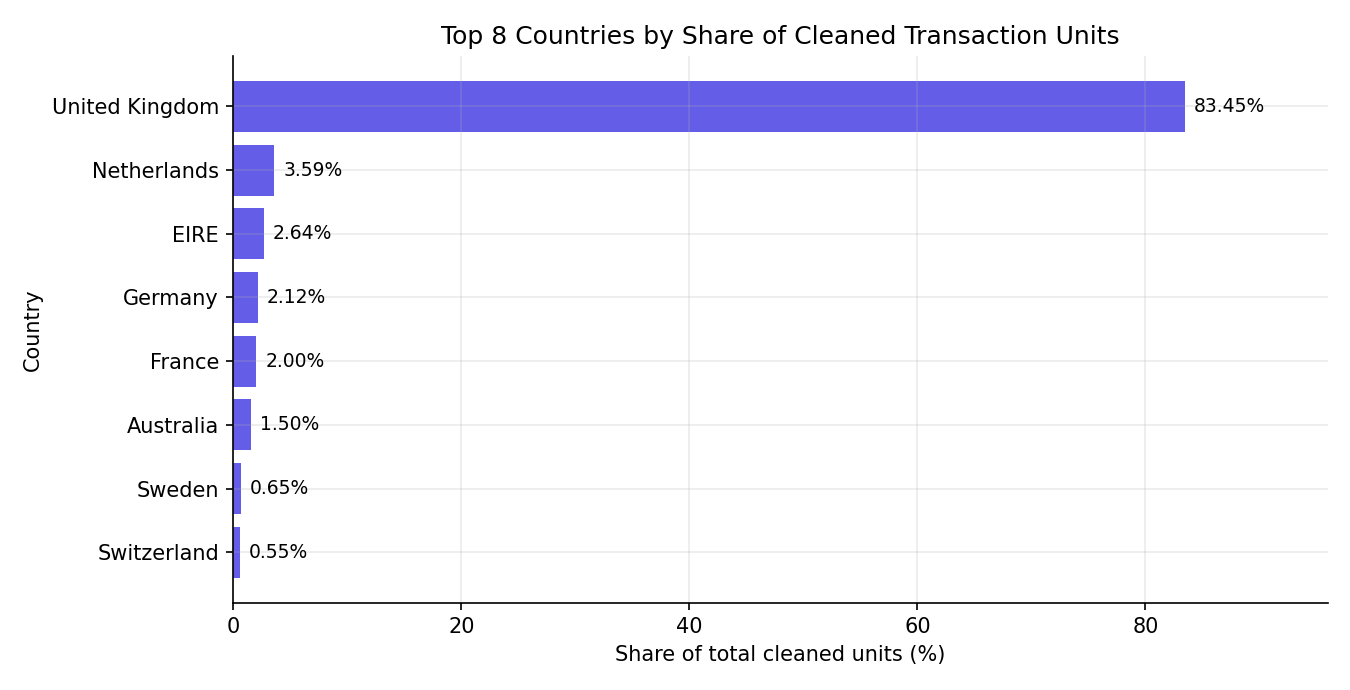 Top 8 Countries by Share of Cleaned Transaction Units
Country
United Kingdom 83.45%
Netherlands 3.59%
EIRE 2.64%
Germany 2.12%
France 2.00%
Australia 1.50%
Sweden 0.65%
Switzerland 0.55%
0 20 40 60 80
Share of total cleaned units (%)